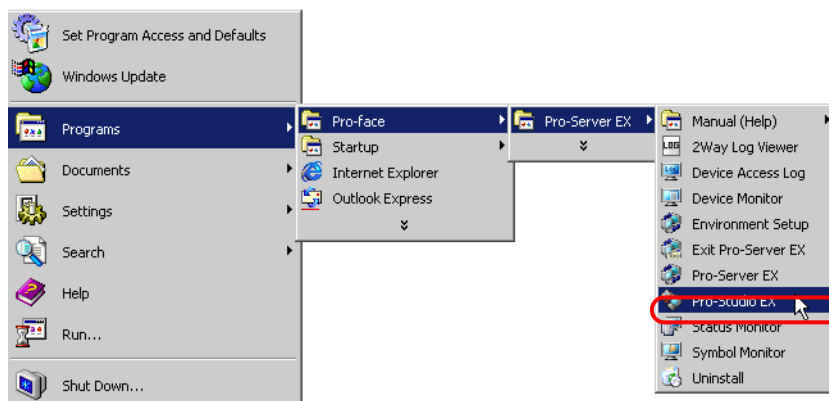 Set Program Access and Defaults
Windows Update
Programs
Documents
Settings
Search
Help
Run...
Shut Down...
Pro-face
Startup
Internet Explorer
Outlook Express
Pro-Server EX
Manual (Help)
2Way Log Viewer
Device Access Log
Device Monitor
Environment Setup
Exit Pro-Server EX
Pro-Server EX
Pro-Studio EX
Status Monitor
Symbol Monitor
Uninstall